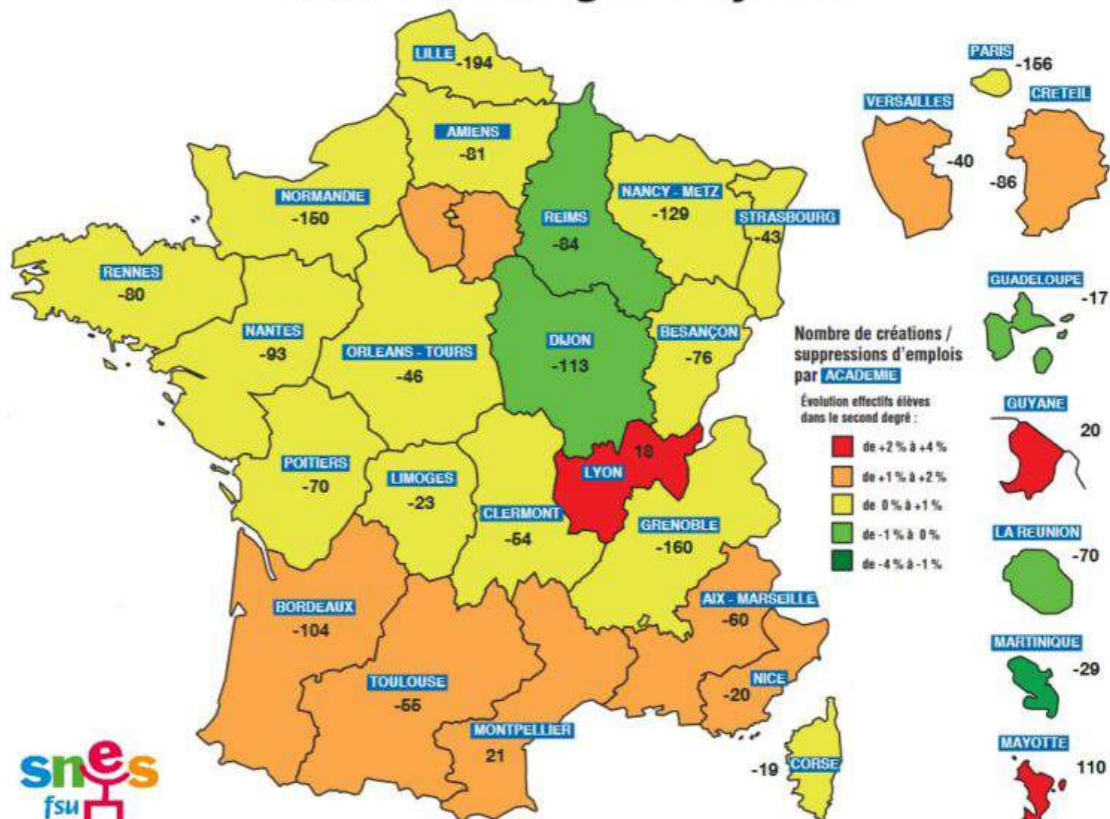 LILLE
-194
AMIENS
-81
NORMANDIE
-150
REIMS
-84
NANCY - METZ
-129
STRASBOURG
-43
RENNES
-80
NANTES
-93
ORLEANS - TOURS
-46
DIJON
-113
BESANÇON
-76
POITIERS
-70
LIMOGES
-23
CLERMONT
-54
LYON
18
GRENOBLE
-160
BORDEAUX
-104
TOULOUSE
-55
MONTPELLIER
21
AIX - MARSEILLE
-60
NICE
-20
CORSE
-19
PARIS
-156
VERSAILLES
-40
CRETEIL
-86
Nombre de créations /
suppressions d'emplois
par ACADEMIE
Évolution effectifs élèves
dans le second degré :
de +2 % à +4 %
de +1 % à +2 %
de 0 % à +1 %
de -1 % à 0 %
de -4 % à -1 %
GUADELOUPE
-17
GUYANE
20
LA REUNION
-70
MARTINIQUE
-29
MAYOTTE
110
snes
fsu